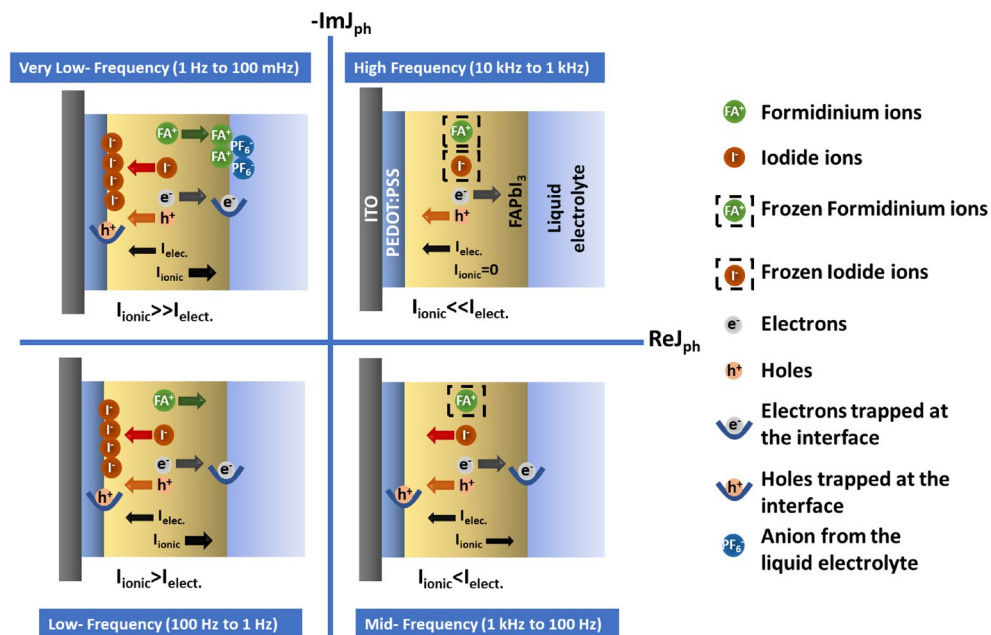 -ImJph
Very Low- Frequency (1 Hz to 100 mHz)
I-
I-
I-
I-
FA+
FA+
FA+
PF6-
PF6-
I-
e-
e-
h+
h+
Ielec.
Iionic
Iionic>>Ielect.
High Frequency (10 kHz to 1 kHz)
ITO
PEDOT:PSS
FA+
I-
e-
h+
Ielec.
Iionic=0
FAPbI3
Liquid
electrolyte
Iionic<<Ielect.
ReJph
I-
I-
I-
I-
FA+
I-
e-
e-
h+
h+
Ielec.
Iionic
Iionic>Ielect.
Low- Frequency (100 Hz to 1 Hz)
FA+
I-
e-
e-
h+
h+
Ielec.
Iionic
Iionic<Ielect.
Mid- Frequency (1 kHz to 100 Hz)
FA+ Formidinium ions
I- Iodide ions
FA+ Frozen Formidinium ions
I- Frozen Iodide ions
e- Electrons
h+ Holes
e- Electrons trapped at
the interface
h+ Holes trapped at the
interface
PF6- Anion from the
liquid electrolyte